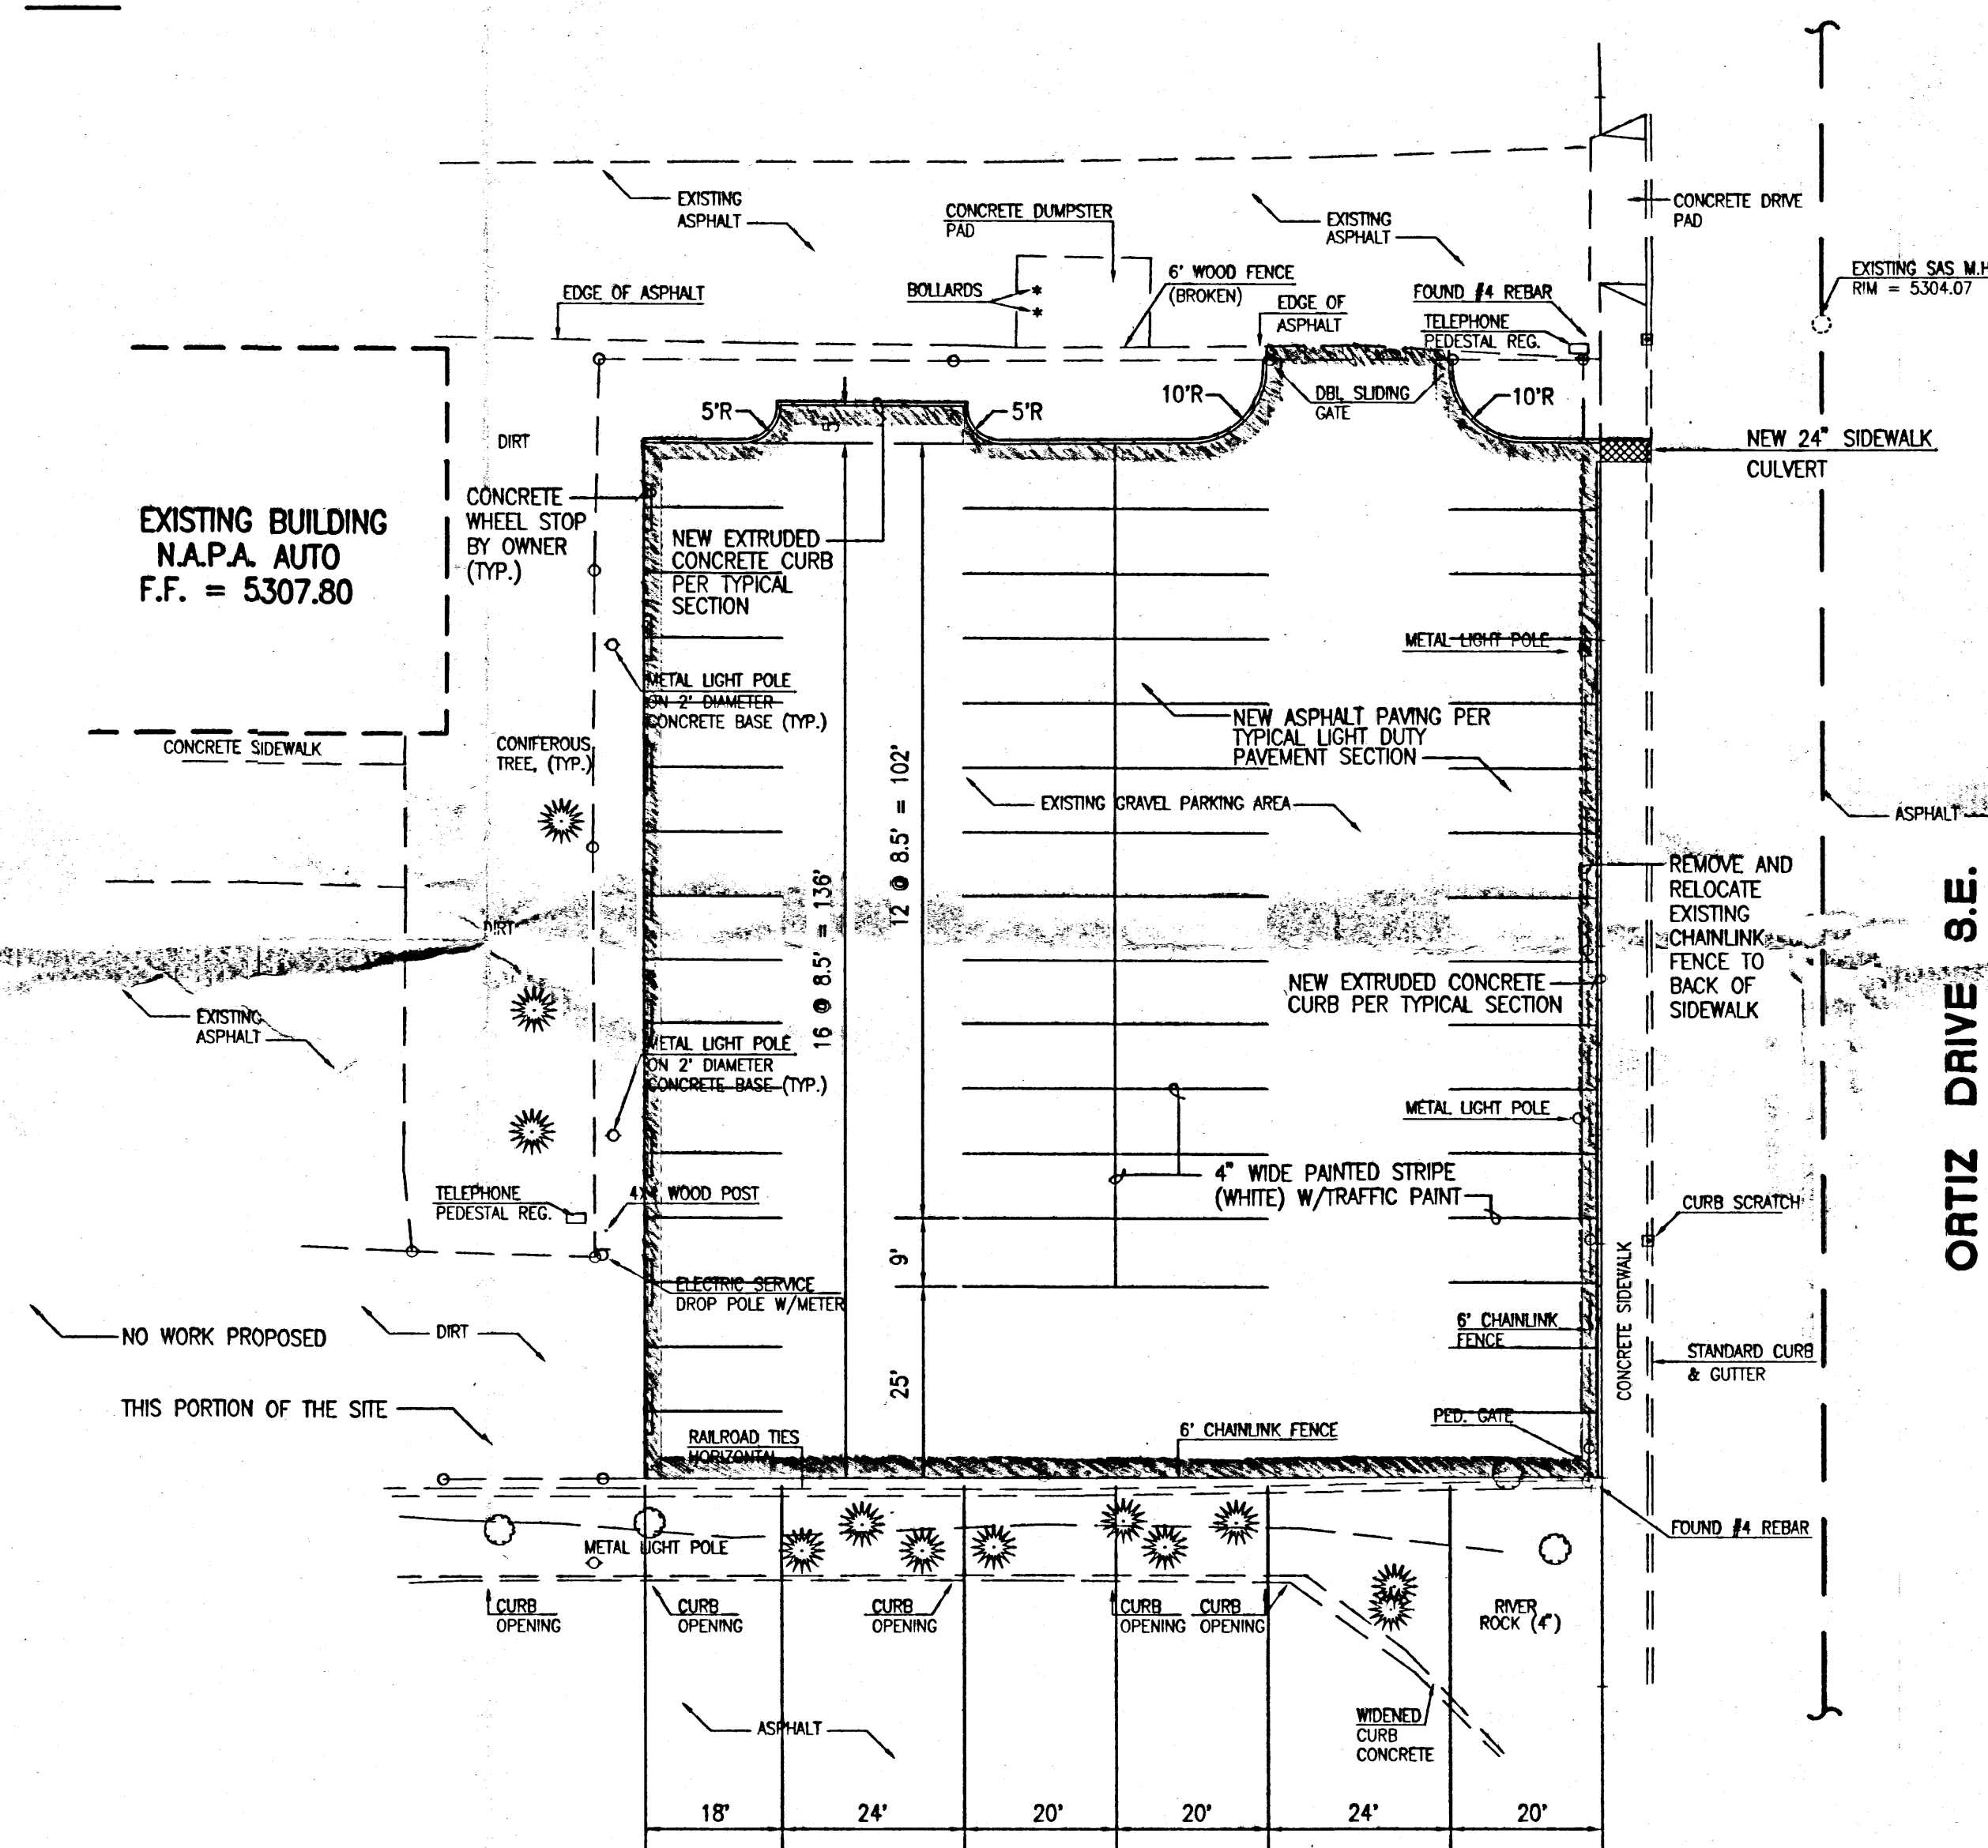 EXISTING
ASPHALT
CONCRETE DUMPSTER
PAD
EXISTING
ASPHALT
CONCRETE DRIVE
PAD
EDGE OF ASPHALT
BOLLARDS
6' WOOD FENCE
(BROKEN)
EDGE OF
ASPHALT
FOUND #4 REBAR
TELEPHONE
PEDESTAL REG.
EXISTING SAS M.H
RIM = 5304.07
5'R
5'
5'R
10'R
DBL SLIDING
GATE
10'R
DIRT
NEW 24" SIDEWALK
CULVERT
EXISTING BUILDING
N.A.P.A. AUTO
F.F. = 5307.80
CONCRETE
WHEEL STOP
BY OWNER
(TYP.)
NEW EXTRUDED
CONCRETE CURB
PER TYPICAL
SECTION
METAL LIGHT POLE
METAL LIGHT POLE
ON 2' DIAMETER
CONCRETE BASE (TYP.)
NEW ASPHALT PAVING PER
TYPICAL LIGHT DUTY
PAVEMENT SECTION
CONCRETE SIDEWALK
CONIFEROUS
TREE, (TYP.)
EXISTING GRAVEL PARKING AREA
ASPHALT
16 @ 8.5' = 136'
12 @ 8.5' = 102'
REMOVE AND
RELOCATE
EXISTING
CHAINLINK
FENCE TO
BACK OF
SIDEWALK
ORTIZ DRIVE, S.E.
DIRT
NEW EXTRUDED CONCRETE
CURB PER TYPICAL SECTION
EXISTING
ASPHALT
METAL LIGHT POLE
ON 2' DIAMETER
CONCRETE BASE (TYP.)
METAL LIGHT POLE
4" WIDE PAINTED STRIPE
(WHITE) W/TRAFFIC PAINT
TELEPHONE
PEDESTAL REG.
4X4 WOOD POST
CURB SCRATCH
9'
ELECTRIC SERVICE
DROP POLE W/METER
NO WORK PROPOSED
DIRT
6' CHAINLINK
FENCE
CONCRETE SIDEWALK
STANDARD CURB
& GUTTER
25'
THIS PORTION OF THE SITE
RAILROAD TIES
HORIZONTAL
6' CHAINLINK FENCE
PED. GATE
FOUND #4 REBAR
METAL LIGHT POLE
CURB
OPENING
CURB
OPENING
CURB
OPENING
CURB
OPENING
CURB
OPENING
RIVER
ROCK (4")
ASPHALT
WIDENED
CURB
CONCRETE
18'
24'
20'
20'
24'
20'